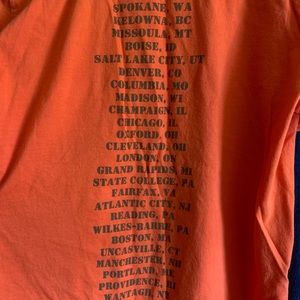 SPOKANE, WA
KELOWNA, BC
MISSOULA, MT
BOISE, ID
SALT LAKE CITY, UT
DENVER, CO
COLUMBIA, MO
MADISON, WI
CHAMPAIGN, IL
CHICAGO, IL
OXFORD, OH
CLEVELAND, OH
LONDON, ON
GRAND RAPIDS, MI
STATE COLLEGE, PA
FAIRFAX, VA
ATLANTIC CITY, NJ
READING, PA
WILKES-BARRE, PA
BOSTON, MA
UNCASVILLE, CT
MANCHESTER, NH
PORTLAND, ME
PROVIDENCE, RI
WANTAGH, NY